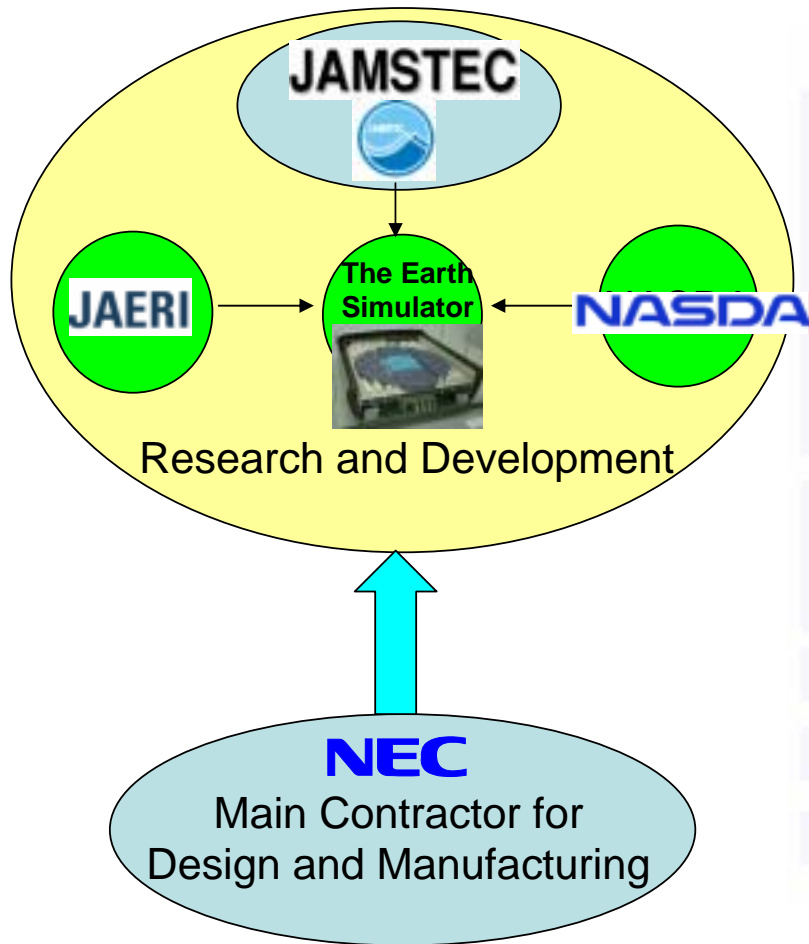 JAMSTEC
JAERI
The Earth
Simulator
NASDA
Research and Development
NEC
Main Contractor for
Design and Manufacturing